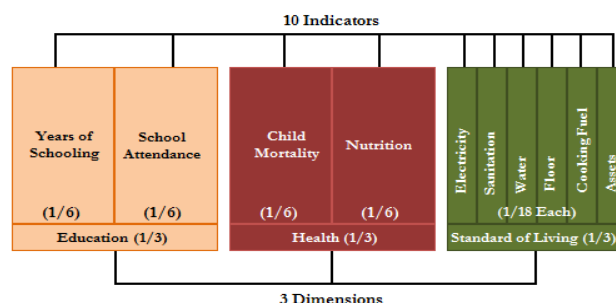 10 Indicators
Years of
Schooling
(1/6)
School
Attendance
(1/6)
Education (1/3)
Child
Mortality
(1/6)
Nutrition
(1/6)
Health (1/3)
Electricity
Sanitation
Water
Floor
Cooking Fuel
Assets
(1/18 Each)
Standard of Living (1/3)
3 Dimensions